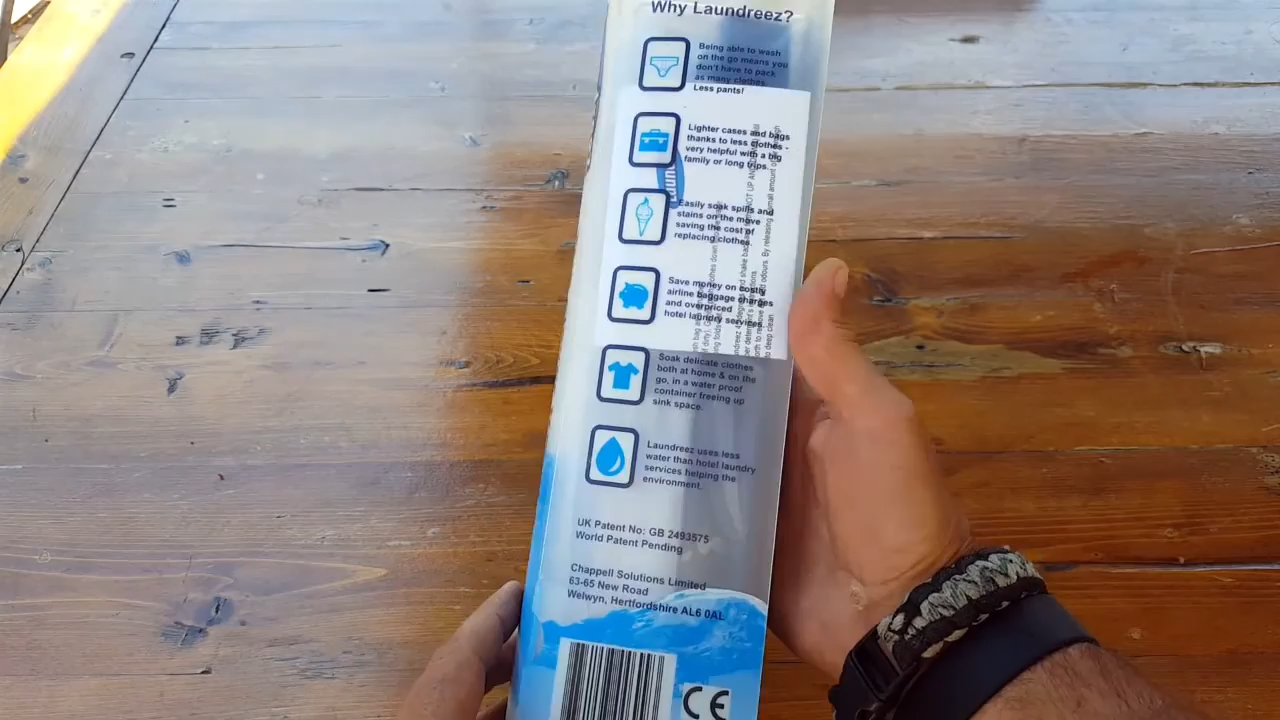 Why Laundreez?
Being able to wash
on the go means you
don't have to pack
as many clothes.
Less pants!
Lighter cases and bags
thanks to less clothes -
very helpful with a big
family or long trips.
Easily soak spills and
stains on the move
saving the cost of
replacing clothes.
Save money on costly
airline baggage charges
and overpriced
hotel laundry services.
Soak delicate clothes
both at home & on the
go, in a water proof
container freeing up
sink space.
Laundreez uses less
water than hotel laundry
services helping the
environment.
UK Patent No: GB 2493575
World Patent Pending
Chappell Solutions Limited
63-65 New Road
Welwyn, Hertfordshire AL6 0AL
CE